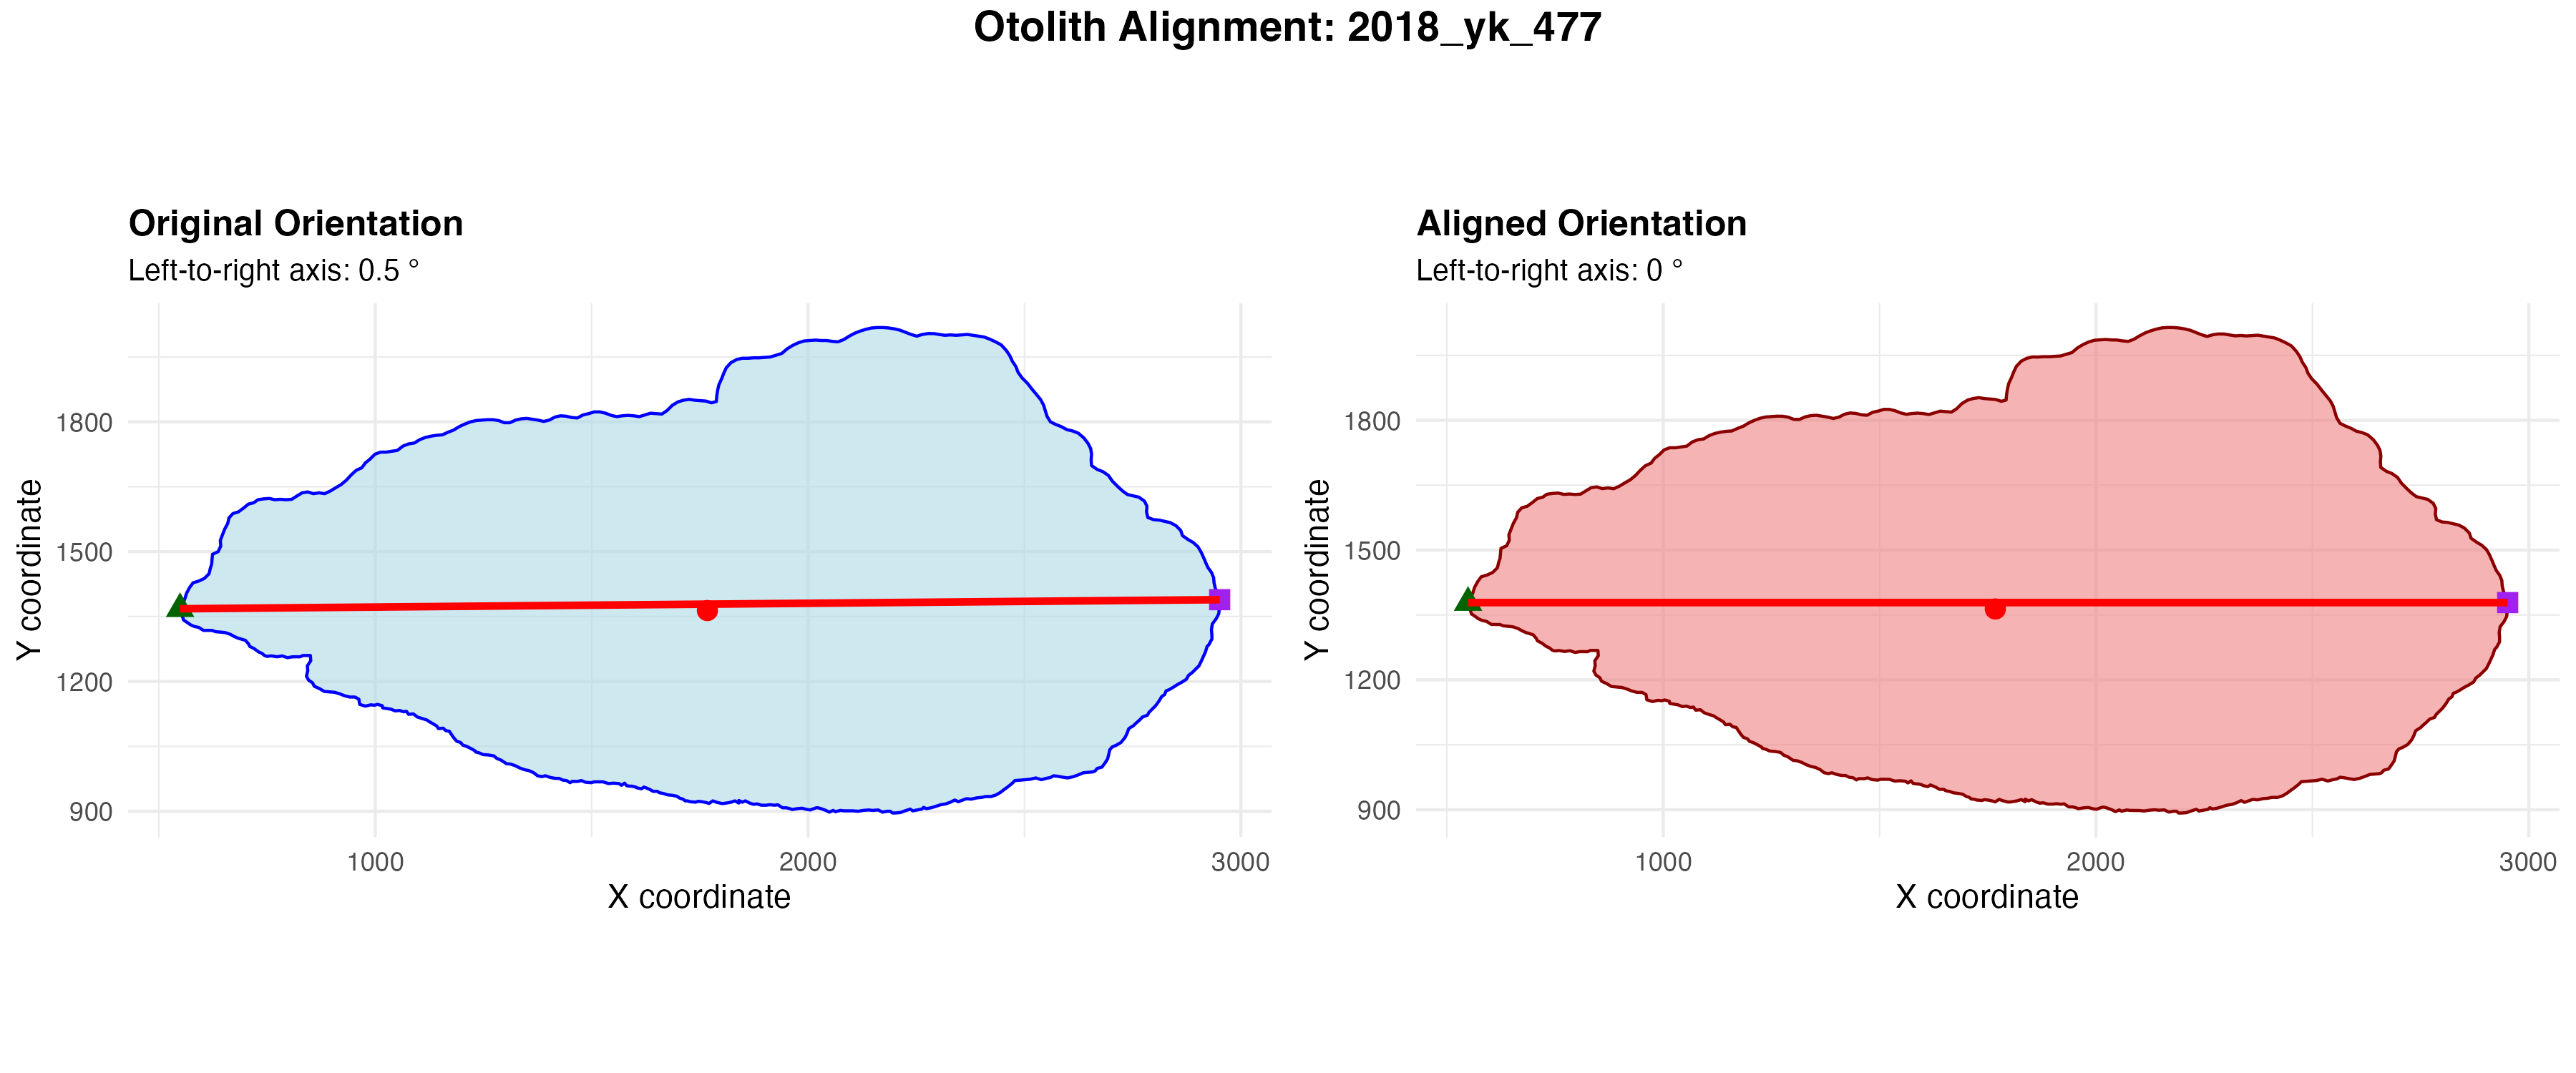 Otolith Alignment: 2018_yk_477
Original Orientation
Left-to-right axis: 0.5 °
Y coordinate
1800
1500
1200
900
1000
2000
3000
X coordinate
Aligned Orientation
Left-to-right axis: 0 °
Y coordinate
1800
1500
1200
900
1000
2000
3000
X coordinate